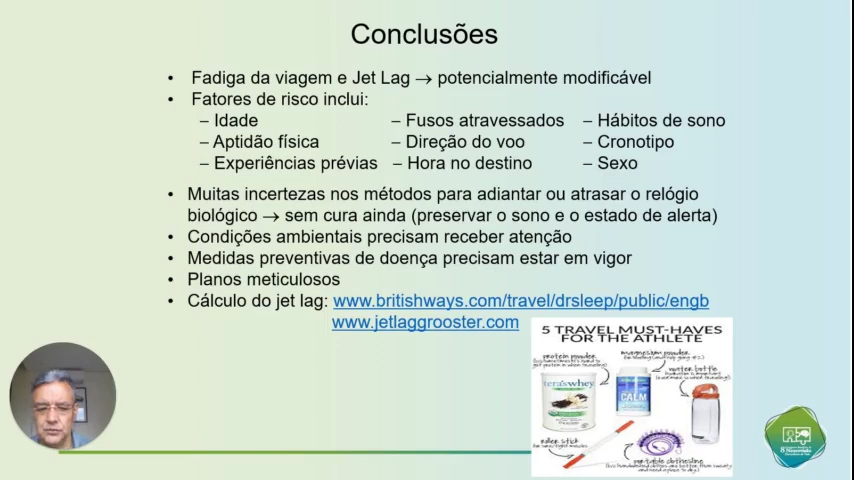 Conclusões
• Fadiga da viagem e Jet Lag → potencialmente modificável
• Fatores de risco inclui:
– Idade – Fusos atravessados – Hábitos de sono
– Aptidão física – Direção do voo – Cronotipo
– Experiências prévias – Hora no destino – Sexo
• Muitas incertezas nos métodos para adiantar ou atrasar o relógio
biológico → sem cura ainda (preservar o sono e o estado de alerta)
• Condições ambientais precisam receber atenção
• Medidas preventivas de doença precisam estar em vigor
• Planos meticulosos
• Cálculo do jet lag: www.britishways.com/travel/drsleep/public/engb
www.jetlaggrooster.com
5 TRAVEL MUST-HAVES
FOR THE ATHLETE
protein powder
magnesium powder
water bottle
tera'swhey
CALM
roller stick
portable clothesline